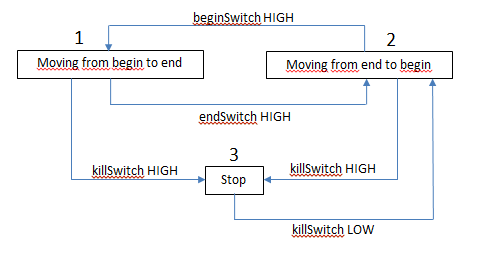 beginSwitch HIGH
1
2
Moving from begin to end
Moving from end to begin
endSwitch HIGH
3
killSwitch HIGH
killSwitch HIGH
Stop
killSwitch LOW